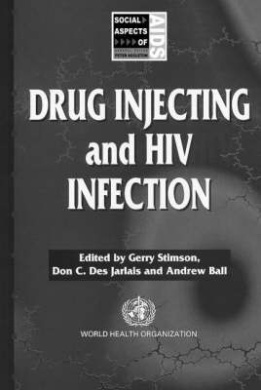 SOCIAL
ASPECTS
OF
AIDS
DRUG INJECTING
and HIV
INFECTION
Edited by Gerry Stimson,
Don C. Des Jarlais and Andrew Ball
WORLD HEALTH ORGANIZATION